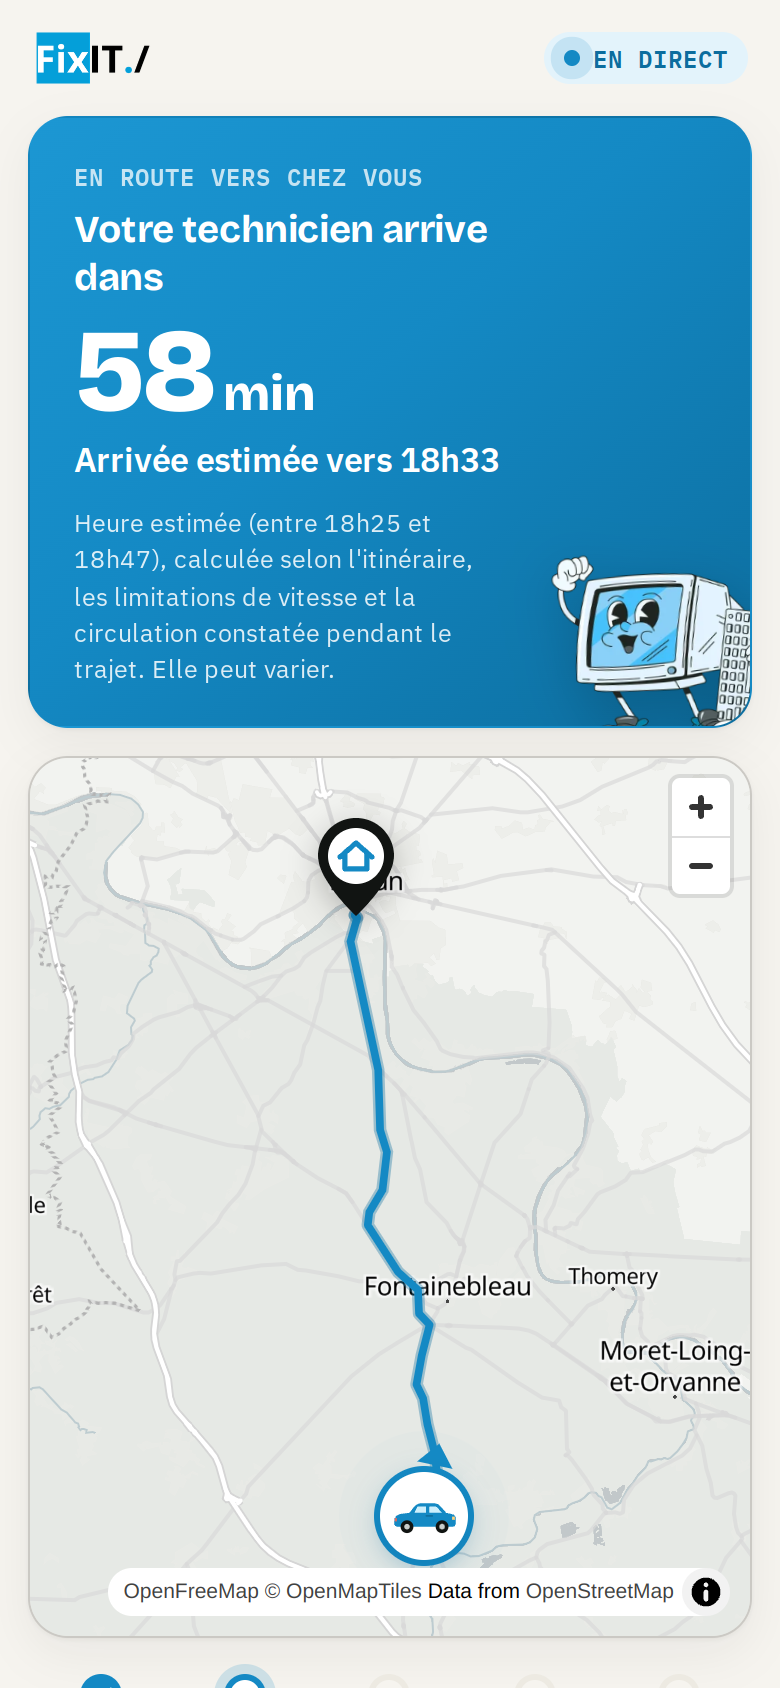 FixIT./
EN DIRECT
EN ROUTE VERS CHEZ VOUS
Votre technicien arrive
dans
58 min
Arrivée estimée vers 18h33
Heure estimée (entre 18h25 et
18h47), calculée selon l'itinéraire,
les limitations de vitesse et la
circulation constatée pendant le
trajet. Elle peut varier.
Fontainebleau
Thomery
Moret-Loing-
et-Orvanne
OpenFreeMap © OpenMapTiles Data from OpenStreetMap